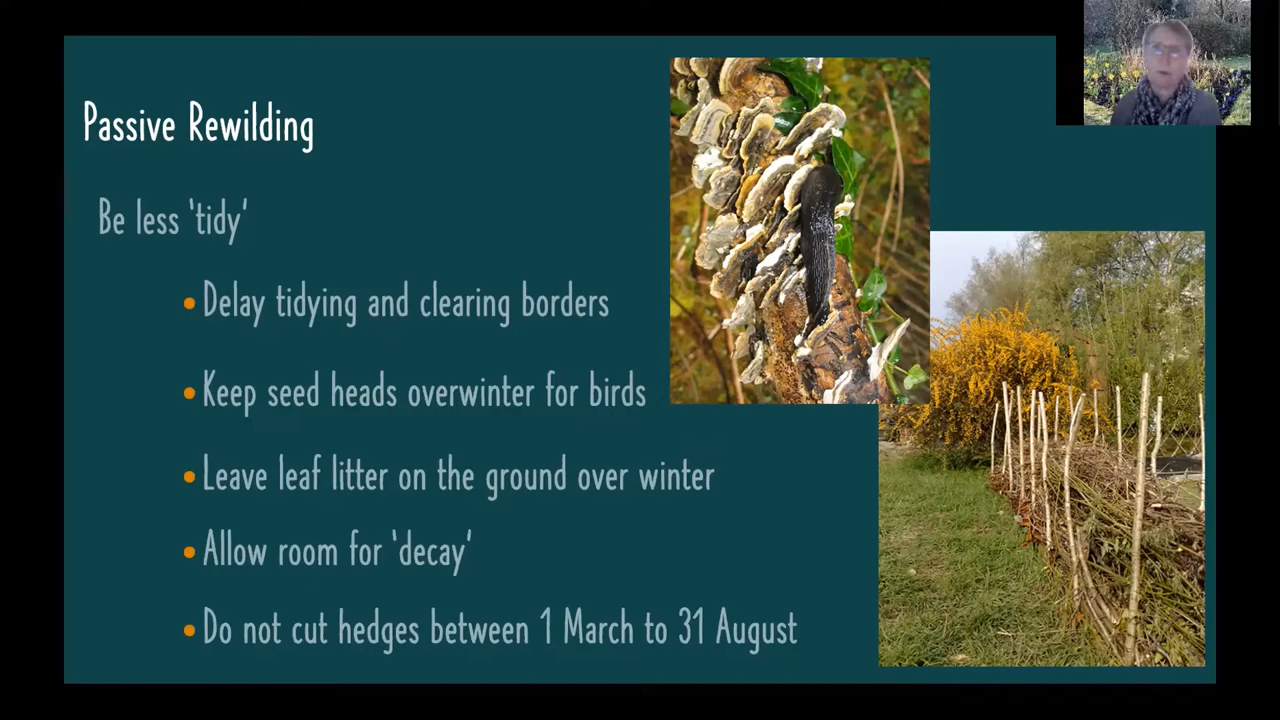 Passive Rewilding
Be less 'tidy'
• Delay tidying and clearing borders
• Keep seed heads overwinter for birds
• Leave leaf litter on the ground over winter
• Allow room for 'decay'
• Do not cut hedges between 1 March to 31 August